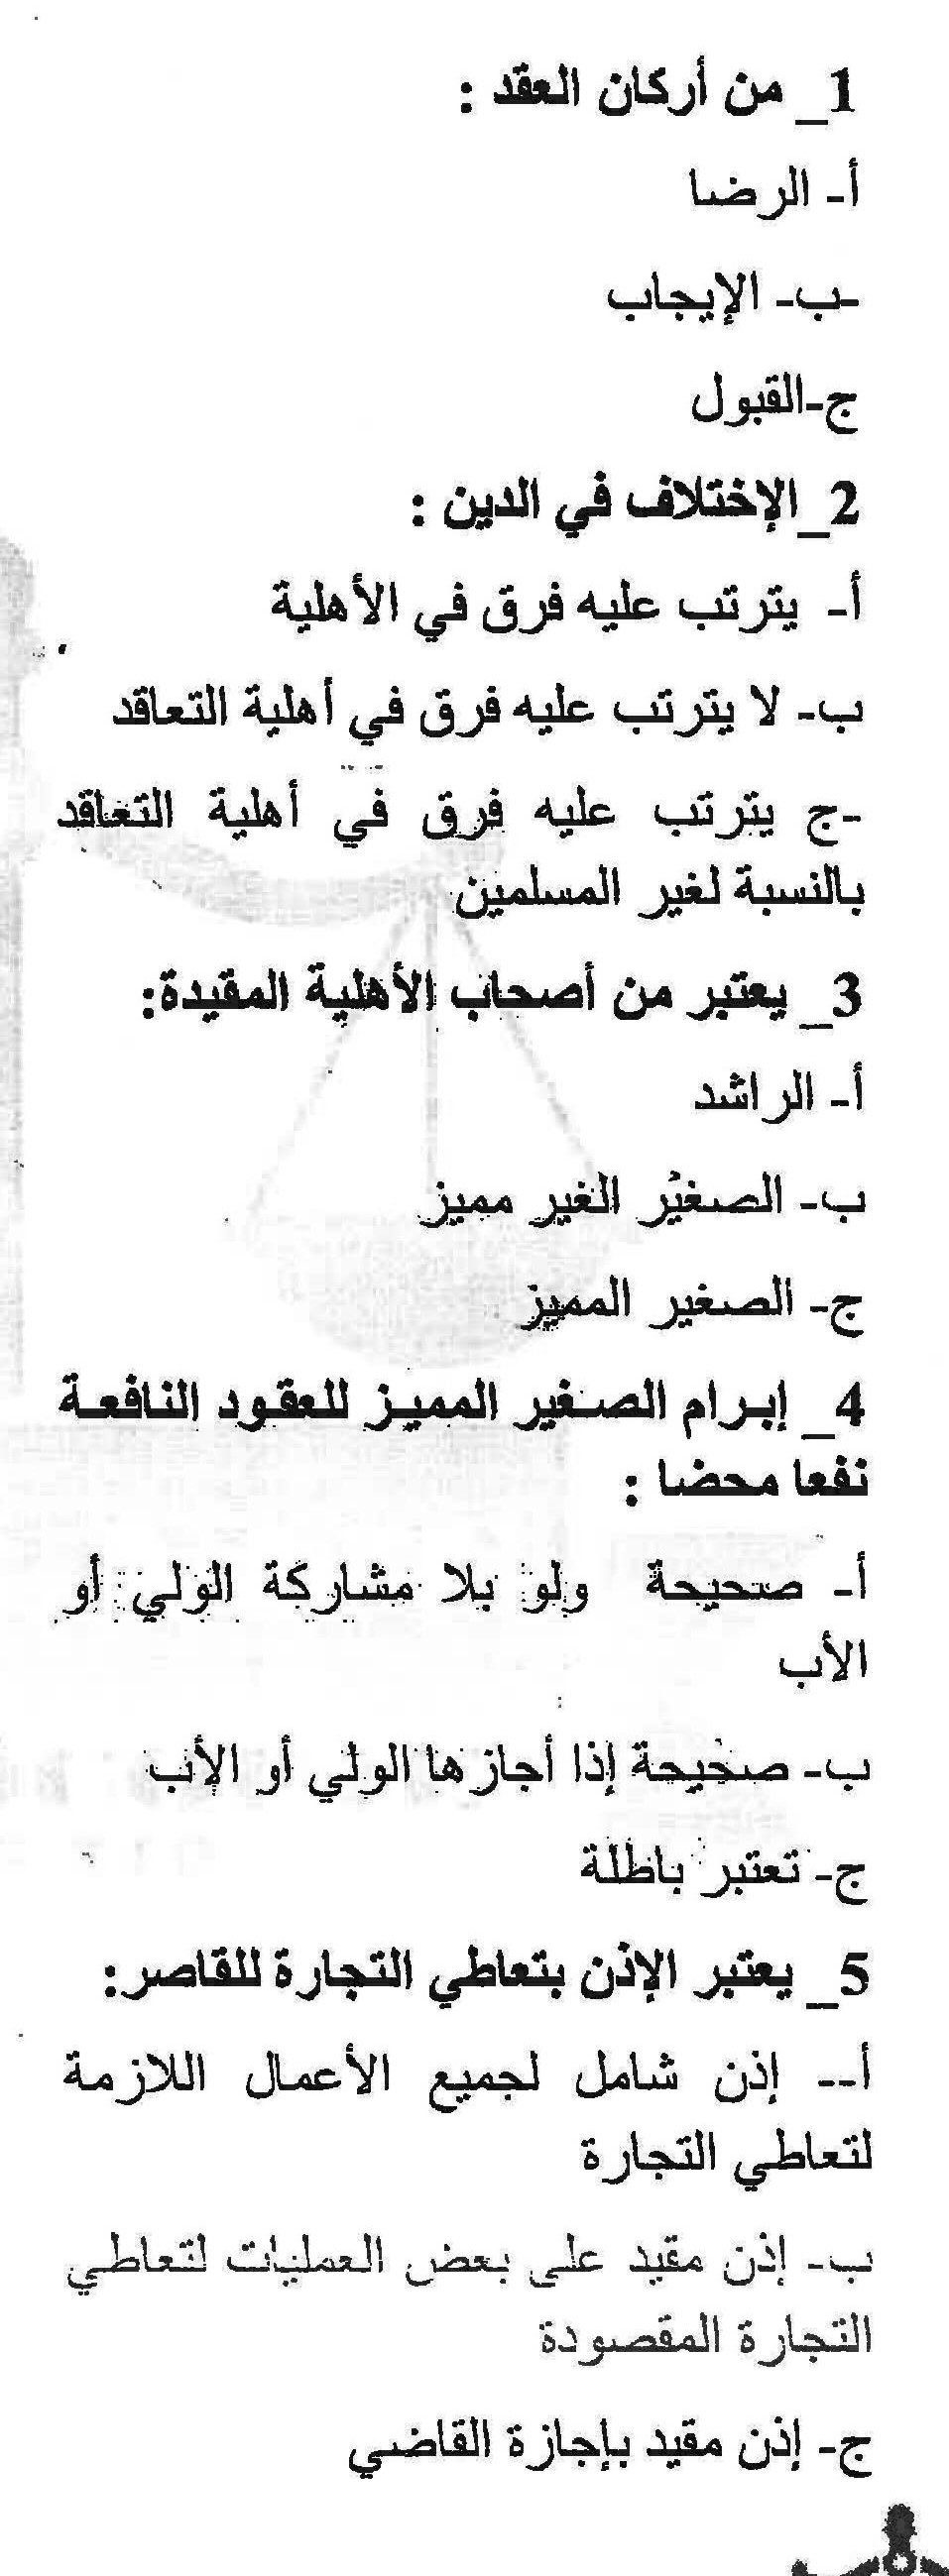 1_ من أركان العقد :
أ- الرضا
-ب- الإيجاب
ج-القبول
2_الإختلاف في الدين :
أ- يترتب عليه فرق في الأهلية
ب- لا يترتب عليه فرق في أهلية التعاقد
-ج يترتب عليه فرق في أهلية التعاقد
بالنسبة لغير المسلمين
3_ يعتبر من أصحاب الأهلية المقيدة:
أ- الراشد
ب- الصغير الغير مميز
ج- الصغير المميز
4_ إبرام الصغير المميز للعقود النافعة
نفعا محضا :
أ- صحيحة ولو بلا مشاركة الولي أو
الأب
ب- صحيحة إذا أجازها الولي أو الأب
ج- تعتبر باطلة
5_ يعتبر الإذن بتعاطي التجارة للقاصر:
أ-- إذن شامل لجميع الأعمال اللازمة
لتعاطي التجارة
ب- إذن مقيد على بعض العمليات لتعاطي
التجارة المقصودة
ج- إذن مقيد بإجازة القاضي